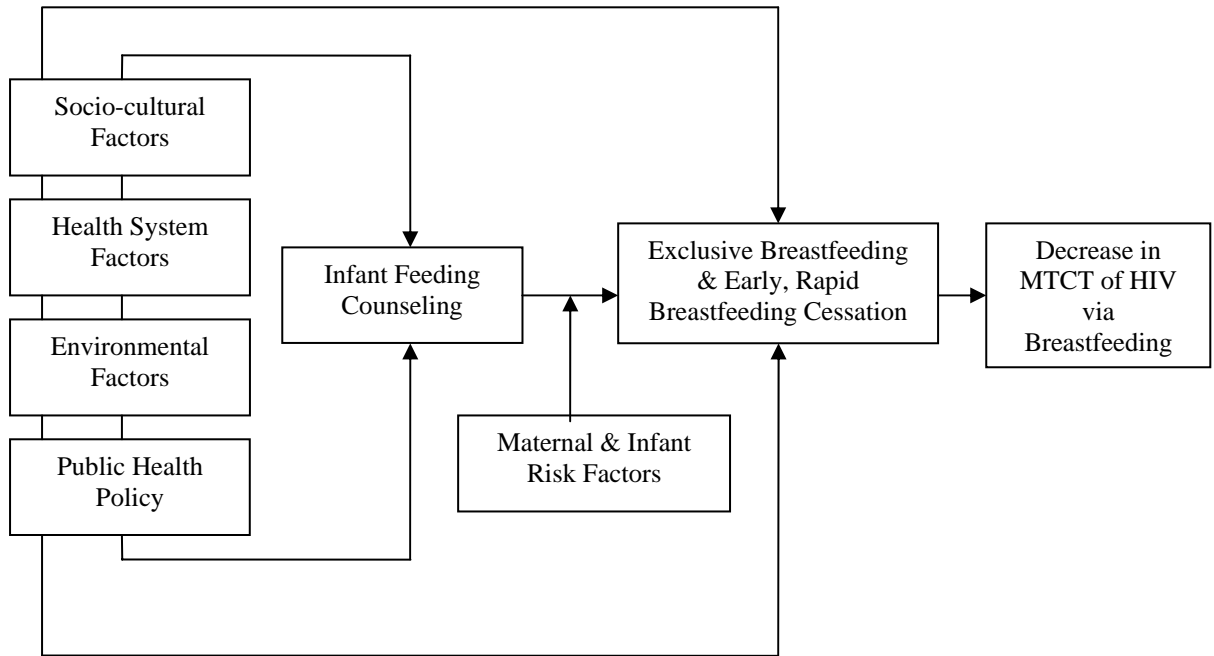 Socio-cultural
Factors
Health System
Factors
Environmental
Factors
Public Health
Policy
Infant Feeding
Counseling
Maternal & Infant
Risk Factors
Exclusive Breastfeeding
& Early, Rapid
Breastfeeding Cessation
Decrease in
MTCT of HIV
via
Breastfeeding